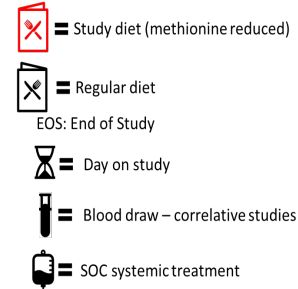 = Study diet (methionine reduced)
= Regular diet
EOS: End of Study
= Day on study
= Blood draw – correlative studies
= SOC systemic treatment